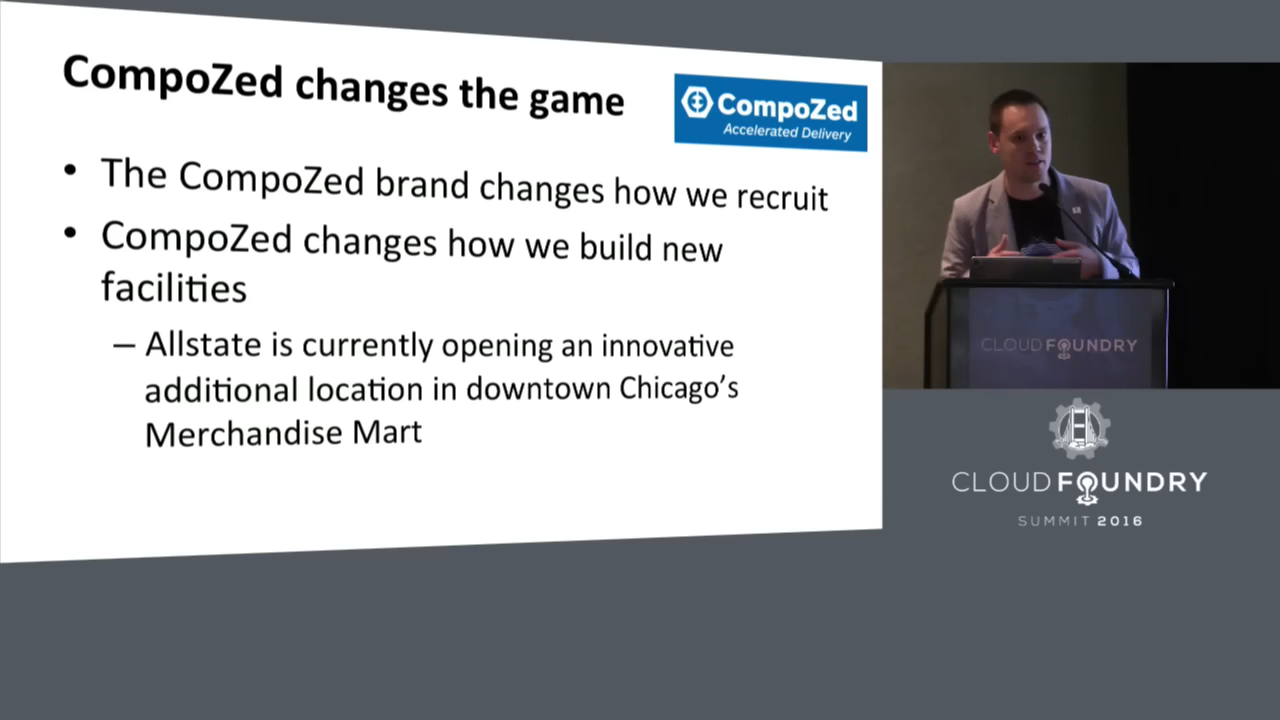 CompoZed changes the game
CompoZed
Accelerated Delivery
• The CompoZed brand changes how we recruit
• CompoZed changes how we build new
facilities
– Allstate is currently opening an innovative
additional location in downtown Chicago's
Merchandise Mart
CLOUD FOUNDRY
CLOUD FOUNDRY
SUMMIT 2016